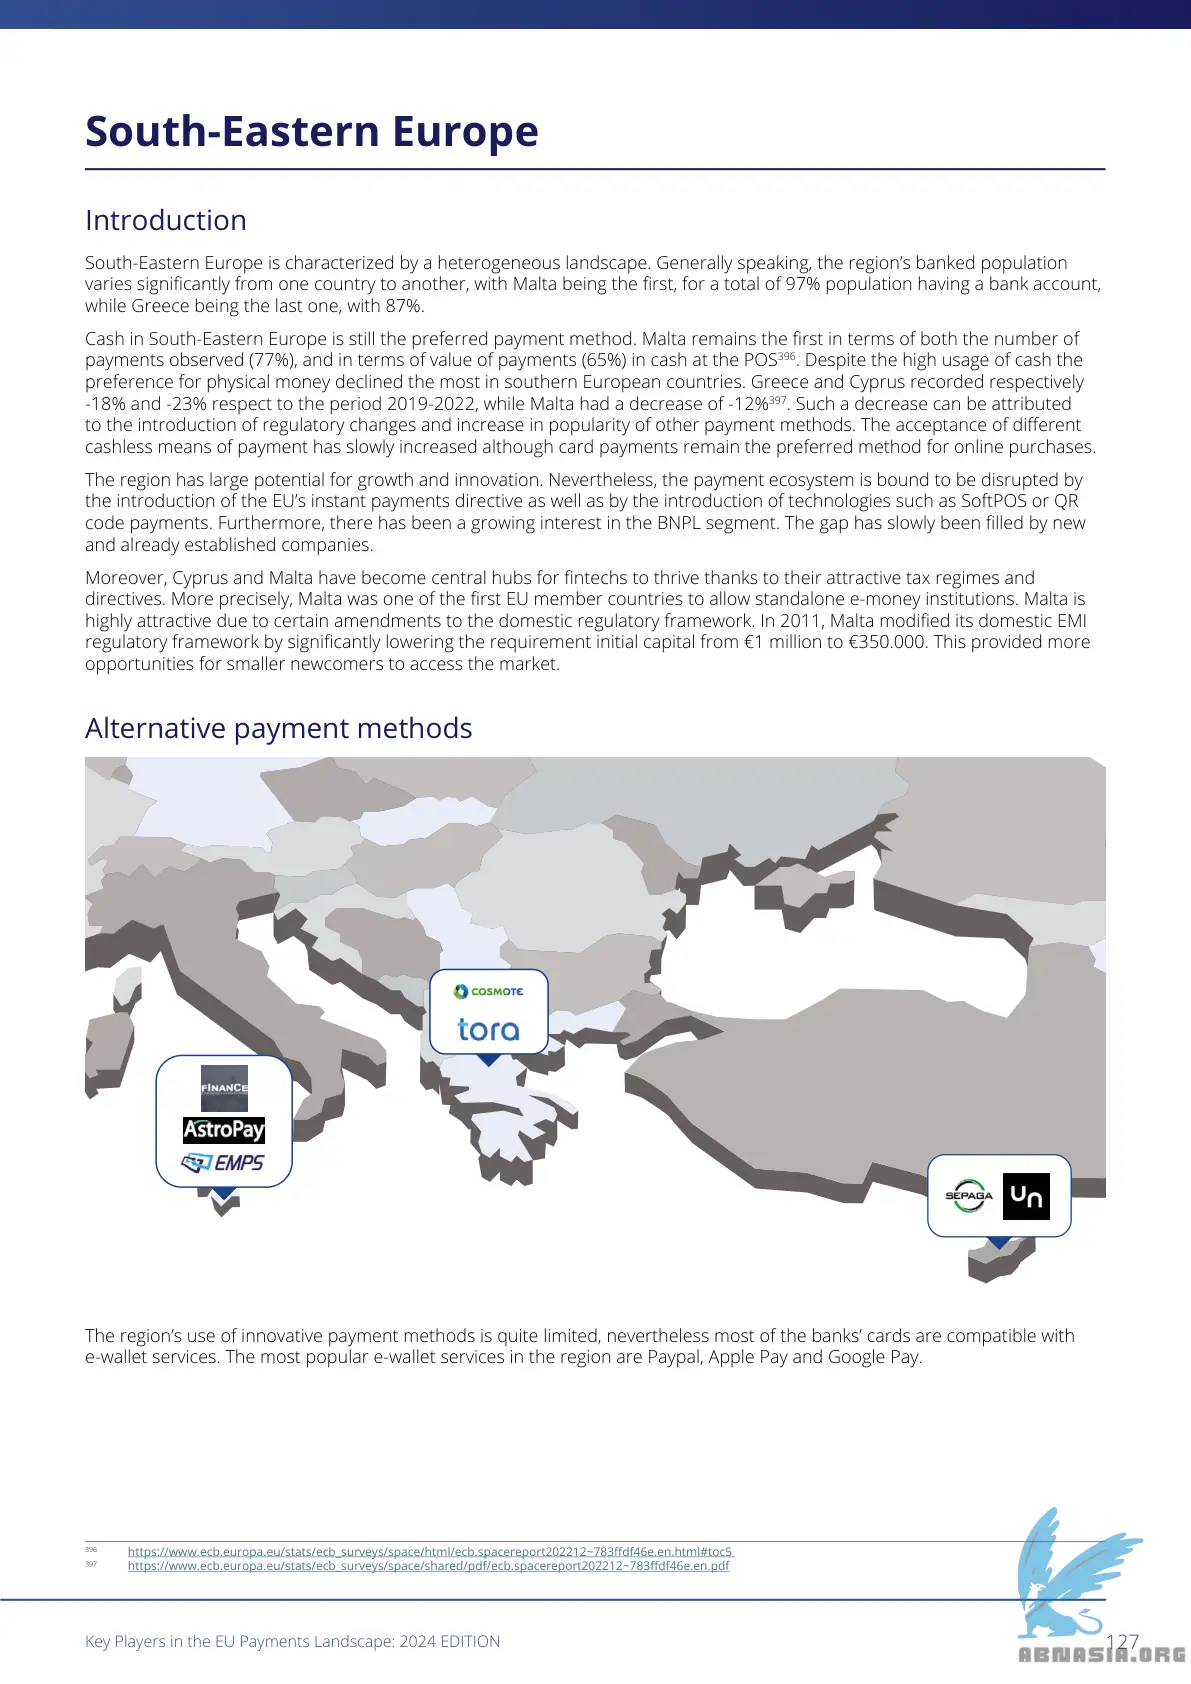 South-Eastern Europe
Introduction
South-Eastern Europe is characterized by a heterogeneous landscape. Generally speaking, the region’s banked population
varies significantly from one country to another, with Malta being the first, for a total of 97% population having a bank account,
while Greece being the last one, with 87%.
Cash in South-Eastern Europe is still the preferred payment method. Malta remains the first in terms of both the number of
payments observed (77%), and in terms of value of payments (65%) in cash at the POS396. Despite the high usage of cash the
preference for physical money declined the most in southern European countries. Greece and Cyprus recorded respectively
-18% and -23% respect to the period 2019-2022, while Malta had a decrease of -12%397. Such a decrease can be attributed
to the introduction of regulatory changes and increase in popularity of other payment methods. The acceptance of different
cashless means of payment has slowly increased although card payments remain the preferred method for online purchases.
The region has large potential for growth and innovation. Nevertheless, the payment ecosystem is bound to be disrupted by
the introduction of the EU’s instant payments directive as well as by the introduction of technologies such as SoftPOS or QR
code payments. Furthermore, there has been a growing interest in the BNPL segment. The gap has slowly been filled by new
and already established companies.
Moreover, Cyprus and Malta have become central hubs for fintechs to thrive thanks to their attractive tax regimes and
directives. More precisely, Malta was one of the first EU member countries to allow standalone e-money institutions. Malta is
highly attractive due to certain amendments to the domestic regulatory framework. In 2011, Malta modified its domestic EMI
regulatory framework by significantly lowering the requirement initial capital from €1 million to €350.000. This provided more
opportunities for smaller newcomers to access the market.
Alternative payment methods
COSMOTE
tora
FINANCE
AstroPay
EMPS
SEPAGA
un
The region’s use of innovative payment methods is quite limited, nevertheless most of the banks’ cards are compatible with
e-wallet services. The most popular e-wallet services in the region are Paypal, Apple Pay and Google Pay.
396 https://www.ecb.europa.eu/stats/ecb_surveys/space/html/ecb.spacereport202212~783ffdf46e.en.html#toc5
397 https://www.ecb.europa.eu/stats/ecb_surveys/space/shared/pdf/ecb.spacereport202212~783ffdf46e.en.pdf
Key Players in the EU Payments Landscape: 2024 EDITION
127
ABNASIA.ORG